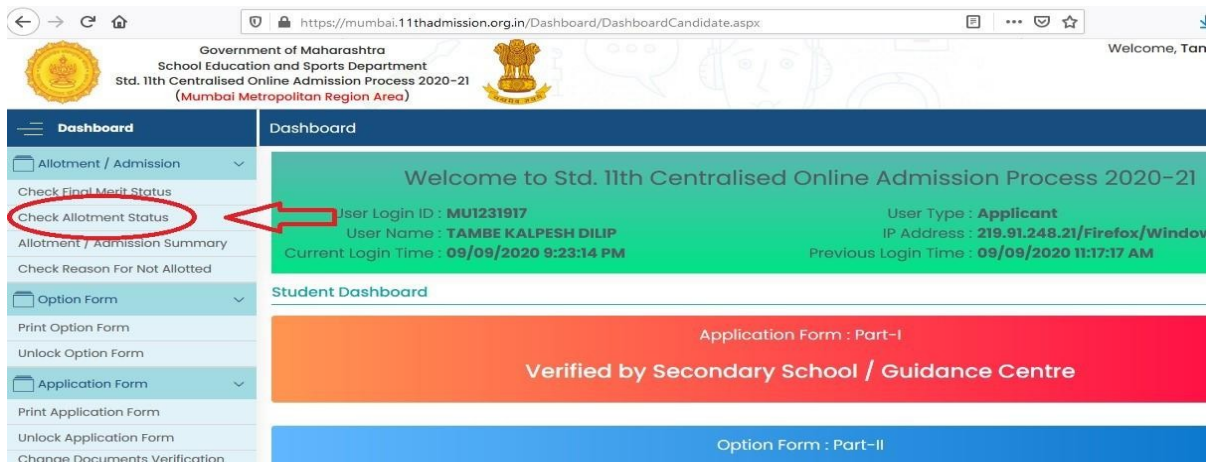 https://mumbai.11thadmission.org.in/Dashboard/DashboardCandidate.aspx
Government of Maharashtra
School Education and Sports Department
Std. 11th Centralised Online Admission Process 2020-21
(Mumbai Metropolitan Region Area)
Welcome, Tam
Dashboard
Allotment / Admission
Check Final Merit Status
Check Allotment Status
Allotment / Admission Summary
Check Reason For Not Allotted
Option Form
Print Option Form
Unlock Option Form
Application Form
Print Application Form
Unlock Application Form
Change Documents Verification
Dashboard
Welcome to Std. 11th Centralised Online Admission Process 2020-21
User Login ID : MU1231917
User Type : Applicant
User Name : TAMBE KALPESH DILIP
IP Address : 219.91.248.21/Firefox/Window
Current Login Time : 09/09/2020 9:23:14 PM
Previous Login Time : 09/09/2020 11:17:17 AM
Student Dashboard
Application Form : Part-I
Verified by Secondary School / Guidance Centre
Option Form : Part-II